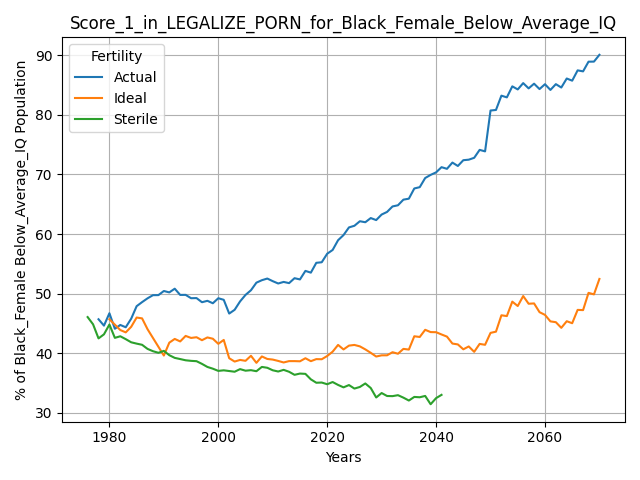 Score_1_in_LEGALIZE_PORN_for_Black_Female_Below_Average_IQ
Fertility
Actual
Ideal
Sterile
% of Black_Female Below_Average_IQ Population
90
80
70
60
50
40
30
1980
2000
2020
2040
2060
Years